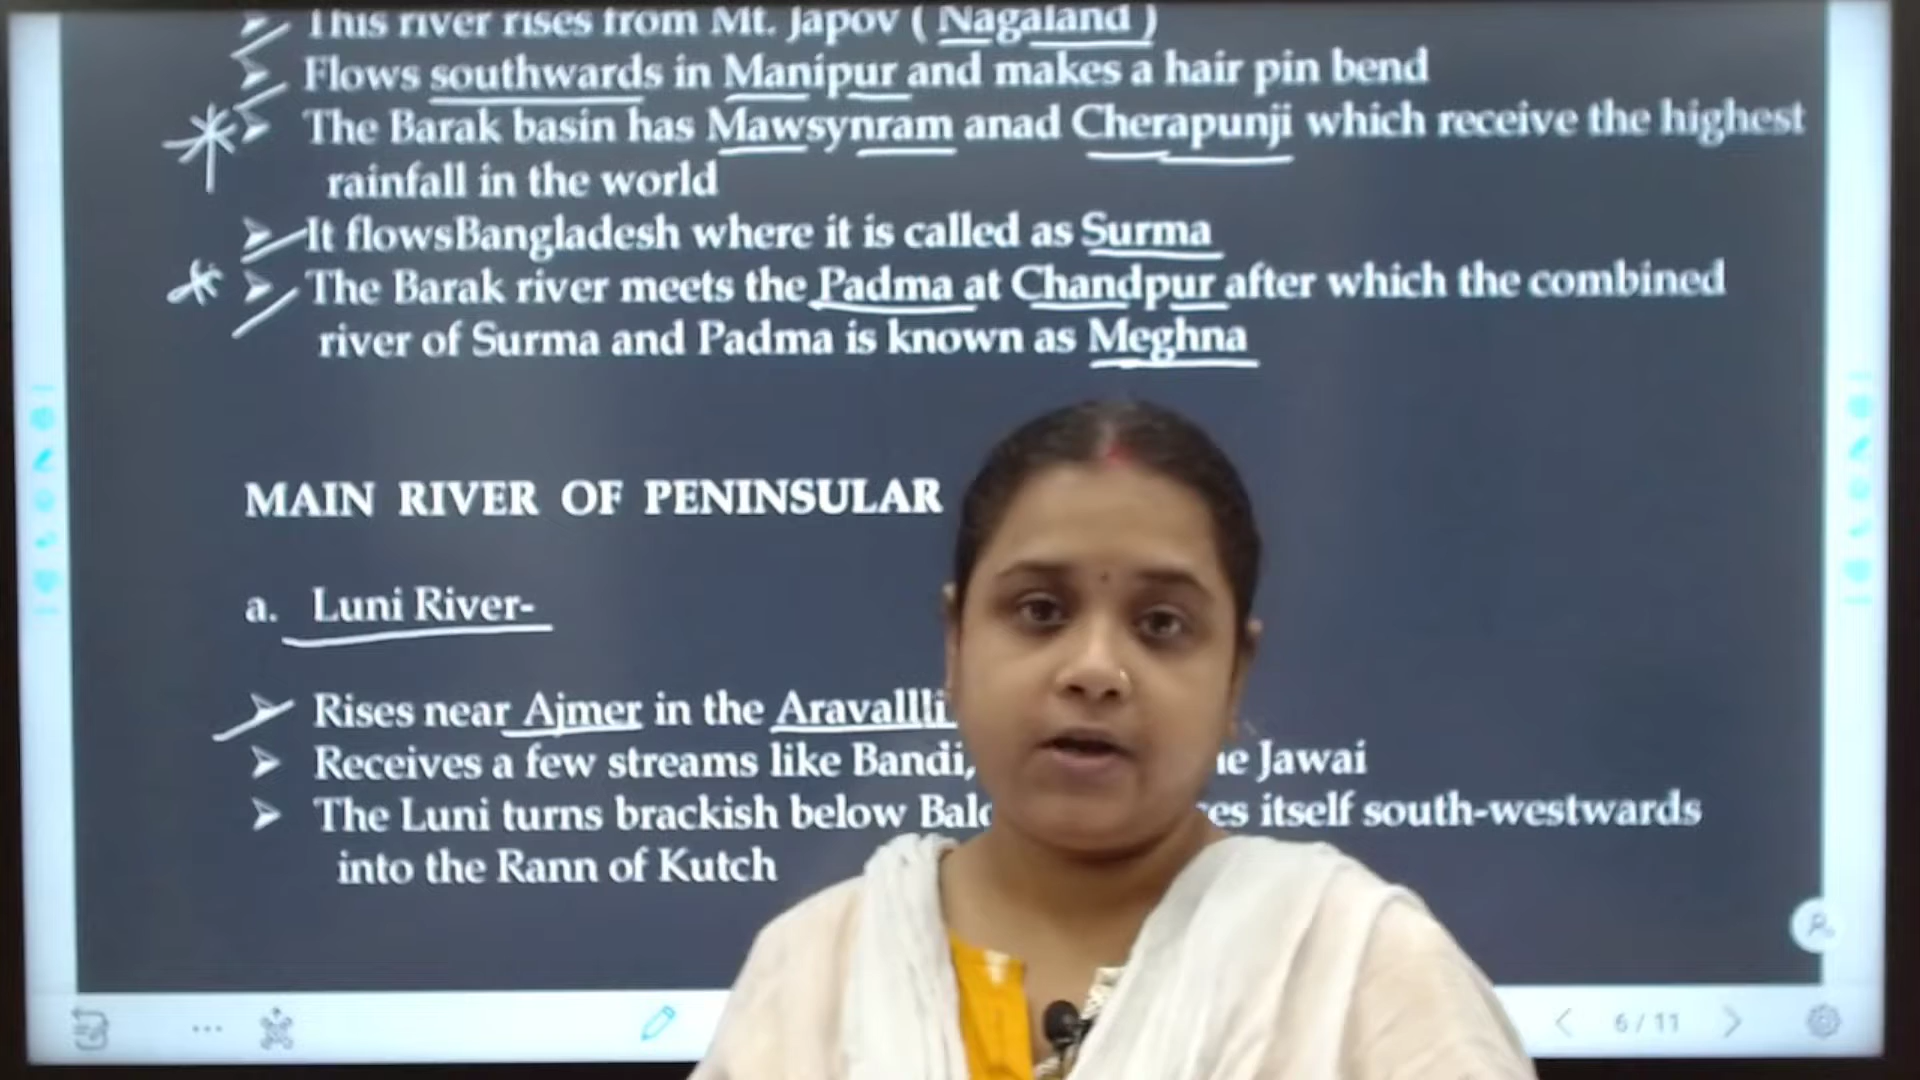 This river rises from Mt. Japov ( Nagaland )
Flows southwards in Manipur and makes a hair pin bend
The Barak basin has Mawsynram anad Cherapunji which receive the highest
rainfall in the world
It flowsBangladesh where it is called as Surma
The Barak river meets the Padma at Chandpur after which the combined
river of Surma and Padma is known as Meghna
MAIN RIVER OF PENINSULAR
a. Luni River-
Rises near Ajmer in the Aravallli
Receives a few streams like Bandi, Jawai
The Luni turns brackish below itself south-westwards
into the Rann of Kutch
6 / 11